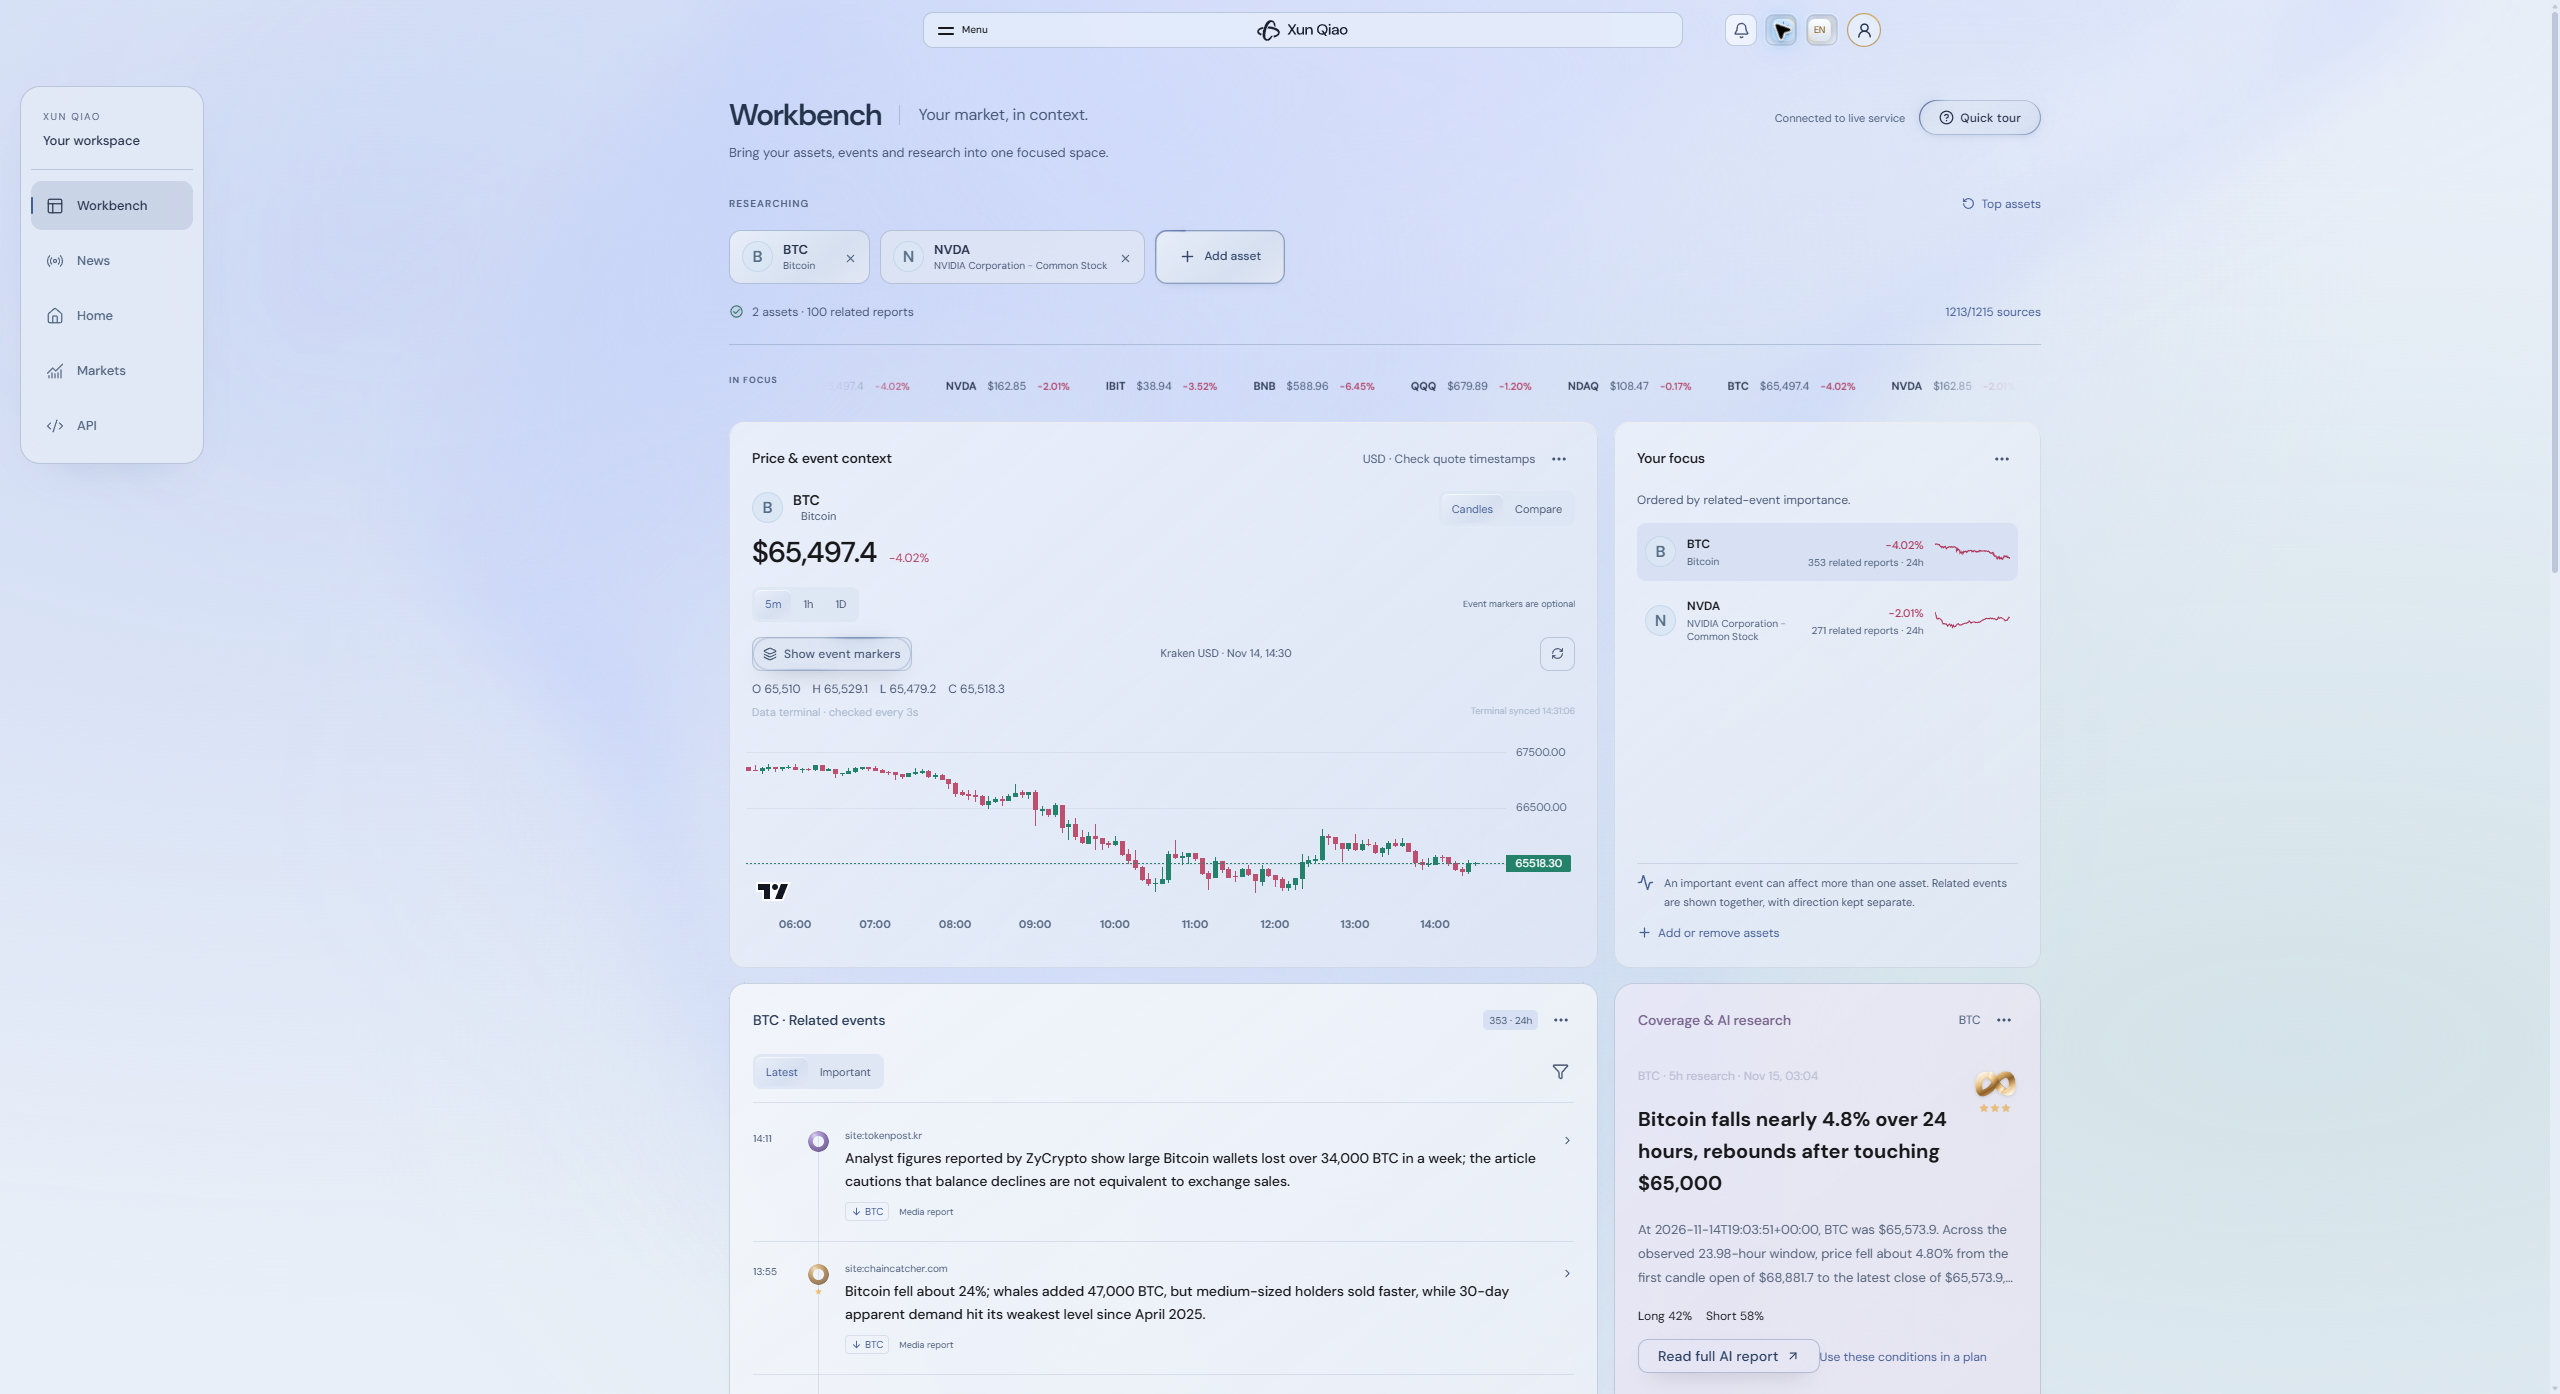 Menu
Xun Qiao
EN
XUN QIAO
Your workspace
Workbench
News
Home
Markets
API
Workbench
Your market, in context.
Connected to live service
Quick tour
Bring your assets, events and research into one focused space.
RESEARCHING
Top assets
B
BTC
Bitcoin
N
NVDA
NVIDIA Corporation - Common Stock
Add asset
2 assets · 100 related reports
1213/1215 sources
IN FOCUS
-4.02%
NVDA $162.85 -2.01%
IBIT $38.94 -3.52%
BNB $588.96 -6.45%
QQQ $679.89 -1.20%
NDAQ $108.47 -0.17%
BTC $65,497.4 -4.02%
NVDA $162.85
Price & event context
USD · Check quote timestamps
B
BTC
Bitcoin
Candles Compare
$65,497.4 -4.02%
5m 1h 1D
Event markers are optional
Show event markers
Kraken USD · Nov 14, 14:30
O 65,510 H 65,529.1 L 65,479.2 C 65,518.3
Data terminal · checked every 3s
Terminal synced 14:31:06
67500.00
66500.00
65518.30
06:00 07:00 08:00 09:00 10:00 11:00 12:00 13:00 14:00
Your focus
Ordered by related-event importance.
B
BTC
Bitcoin
-4.02%
353 related reports · 24h
N
NVDA
NVIDIA Corporation -
Common Stock
-2.01%
271 related reports · 24h
An important event can affect more than one asset. Related events
are shown together, with direction kept separate.
Add or remove assets
BTC · Related events
353 · 24h
Latest Important
14:11
site:tokenpost.kr
Analyst figures reported by ZyCrypto show large Bitcoin wallets lost over 34,000 BTC in a week; the article
cautions that balance declines are not equivalent to exchange sales.
↓ BTC Media report
13:55
site:chaincatcher.com
Bitcoin fell about 24%; whales added 47,000 BTC, but medium-sized holders sold faster, while 30-day
apparent demand hit its weakest level since April 2025.
↓ BTC Media report
Coverage & AI research
BTC
BTC · 5h research · Nov 15, 03:04
Bitcoin falls nearly 4.8% over 24
hours, rebounds after touching
$65,000
At 2026-11-14T19:03:51+00:00, BTC was $65,573.9. Across the
observed 23.98-hour window, price fell about 4.80% from the
first candle open of $68,881.7 to the latest close of $65,573.9,...
Long 42% Short 58%
Read full AI report
Use these conditions in a plan